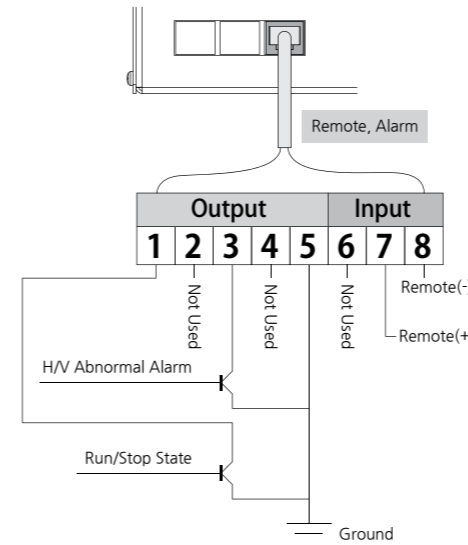 Remote, Alarm
Output Input
1 2 3 4 5 6 7 8
Not Used
Not Used
Not Used
Remote(-)
Remote(+
H/V Abnormal Alarm
Run/Stop State
Ground